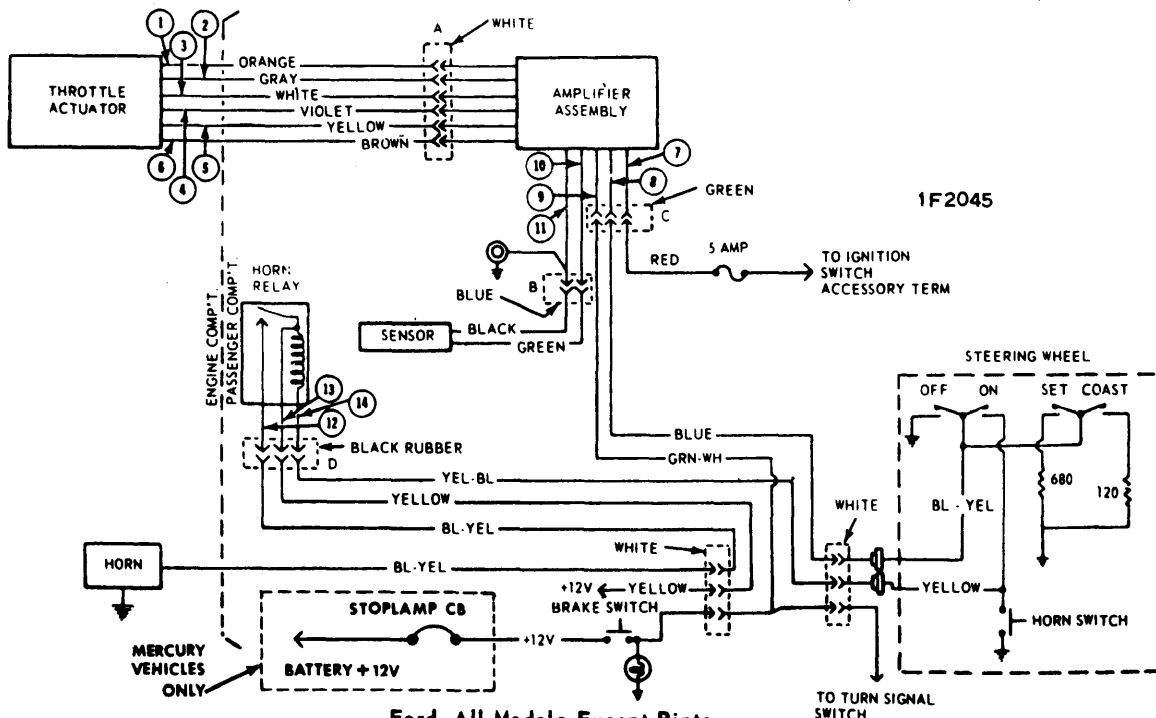 1
2
3
A
WHITE
ORANGE
GRAY
WHITE
VIOLET
YELLOW
BROWN
THROTTLE
ACTUATOR
AMPLIFIER
ASSEMBLY
6
4
5
10
7
9
8
11
GREEN
C
1F2045
RED
5 AMP
TO IGNITION
SWITCH
ACCESSORY TERM
HORN
RELAY
B
BLUE
SENSOR
BLACK
GREEN
ENGINE COMP'T.
PASSENGER COMP'T.
13
14
12
BLACK RUBBER
D
STEERING WHEEL
OFF
ON
SET
COAST
680
120
BL - YEL
BLUE
GRN-WH
YEL-BL
YELLOW
BL-YEL
WHITE
WHITE
HORN
BL-YEL
+12V
YELLOW
BRAKE SWITCH
YELLOW
HORN SWITCH
STOPLAMP CB
+12V
BATTERY + 12V
MERCURY
VEHICLES
ONLY
TO TURN SIGNAL
SWITCH
Ford, All Models Except Pinto